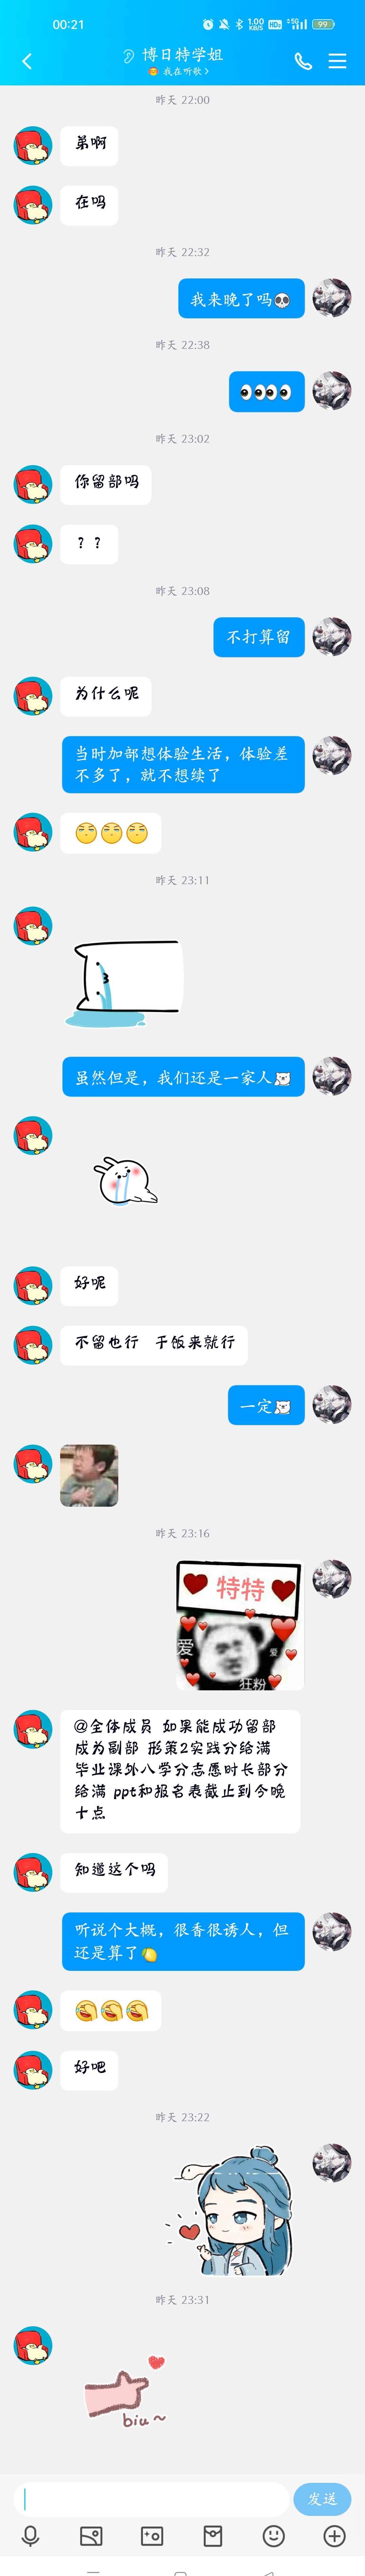 00:21
1.00
KB/S
HD₂
5G
99
博日特学姐
我在听歌 >
昨天 22:00
弟啊
在吗
昨天 22:32
我来晚了吗
昨天 22:38
昨天 23:02
你留部吗
？？
昨天 23:08
不打算留
为什么呢
当时加部想体验生活，体验差
不多了，就不想续了
昨天 23:11
虽然但是，我们还是一家人
好呢
不留也行 干饭来就行
一定
昨天 23:16
特特
爱
爱
狂粉
@全体成员 如果能成功留部
成为副部 形策2实践分给满
毕业课外八学分志愿时长部分
给满 ppt和报名表截止到今晚
十点
知道这个吗
听说个大概，很香很诱人，但
还是算了
好吧
昨天 23:22
昨天 23:31
biu~
发送